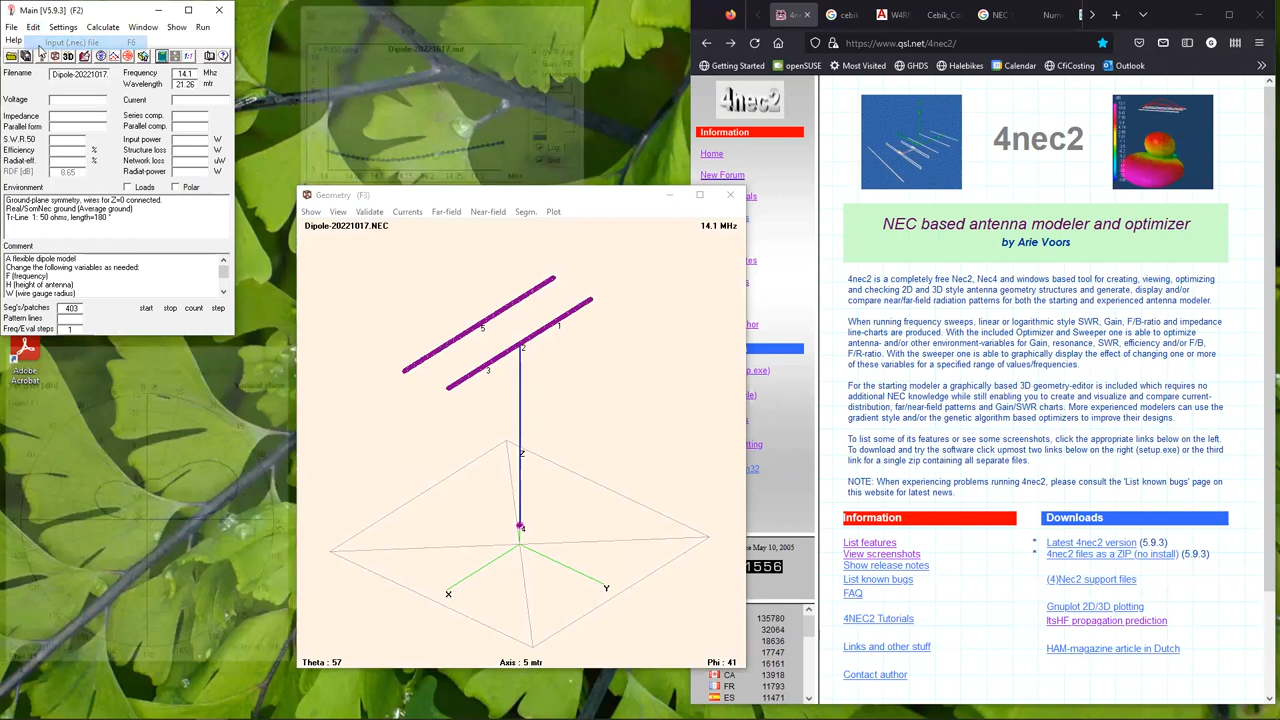 Main [V5.9.3] (F2)
File Edit Settings Calculate Window Show Run
Help
Input (.nec) file F6
3D
Filename Dipole-20221017. Frequency 14.1 Mhz
Wavelength 21.26 mtr
Voltage Current
Impedance Series comp.
Parallel form Parallel comp.
S.W.R.50 Input power W
Efficiency % Structure loss W
Radiat-eff. % Network loss uW
RDF [dB] 8.65 Radiat-power W
Environment Loads Polar
Ground-plane symmetry, wires for Z=0 connected.
Real/SomNec ground (Average ground)
Tr-Line 1: 50 ohms, length=180 °
Comment
A flexible dipole model
Change the following variables as needed:
F (frequency)
H (height of antenna)
W (wire gauge radius)
Seg's/patches 403 start stop count step
Pattern lines
Freq/Eval steps 1
Adobe
Acrobat
Dipole-20221017.out
Geometry (F3)
Show View Validate Currents Far-field Near-field Segm. Plot
Dipole-20221017.NEC 14.1 MHz
5
1
2
3
Z
4
X
Y
Theta : 57 Axis : 5 mtr Phi : 41
cebik
W4RN
Cebik_Col
NEC 1
Num
https://www.qsl.net/4nec2/
Getting Started openSUSE Most Visited GHDS Halebikes Calendar CfiCosting Outlook
4nec2
Information
Home
New Forum
4nec2
NEC based antenna modeler and optimizer
by Arie Voors
4nec2 is a completely free Nec2, Nec4 and windows based tool for creating, viewing, optimizing
and checking 2D and 3D style antenna geometry structures and generate, display and/or
compare near/far-field radiation patterns for both the starting and experienced antenna modeler.
When running frequency sweeps, linear or logarithmic style SWR, Gain, F/B-ratio and impedance
line-charts are produced. With the included Optimizer and Sweeper one is able to optimize
antenna- and/or other environment-variables for Gain, resonance, SWR, efficiency and/or F/B,
F/R-ratio. With the sweeper one is able to graphically display the effect of changing one or more
of these variables for a specified range of values/frequencies.
For the starting modeler a graphically based 3D geometry-editor is included which requires no
additional NEC knowledge while still enabling you to create and visualize and compare current-
distribution, far/near-field patterns and Gain/SWR charts. More experienced modelers can use the
gradient style and/or the genetic algorithm based optimizers to improve their designs.
To list some of its features or see some screenshots, click the appropriate links below on the left.
To download and try the software click upmost two links below on the right (setup.exe) or the third
link for a single zip containing all separate files.
NOTE: When experiencing problems running 4nec2, please consult the 'List known bugs' page on
this website for latest news.
Information
List features
View screenshots
Show release notes
List known bugs
FAQ
4NEC2 Tutorials
Links and other stuff
Contact author
Downloads
* Latest 4nec2 version (5.9.3)
* 4nec2 files as a ZIP (no install) (5.9.3)
(4)Nec2 support files
Gnuplot 2D/3D plotting
ItsHF propagation prediction
HAM-magazine article in Dutch
ce May 10, 2005
1556
135780
32064
18636
17747
16161
CA 13918
FR 11793
ES 11471